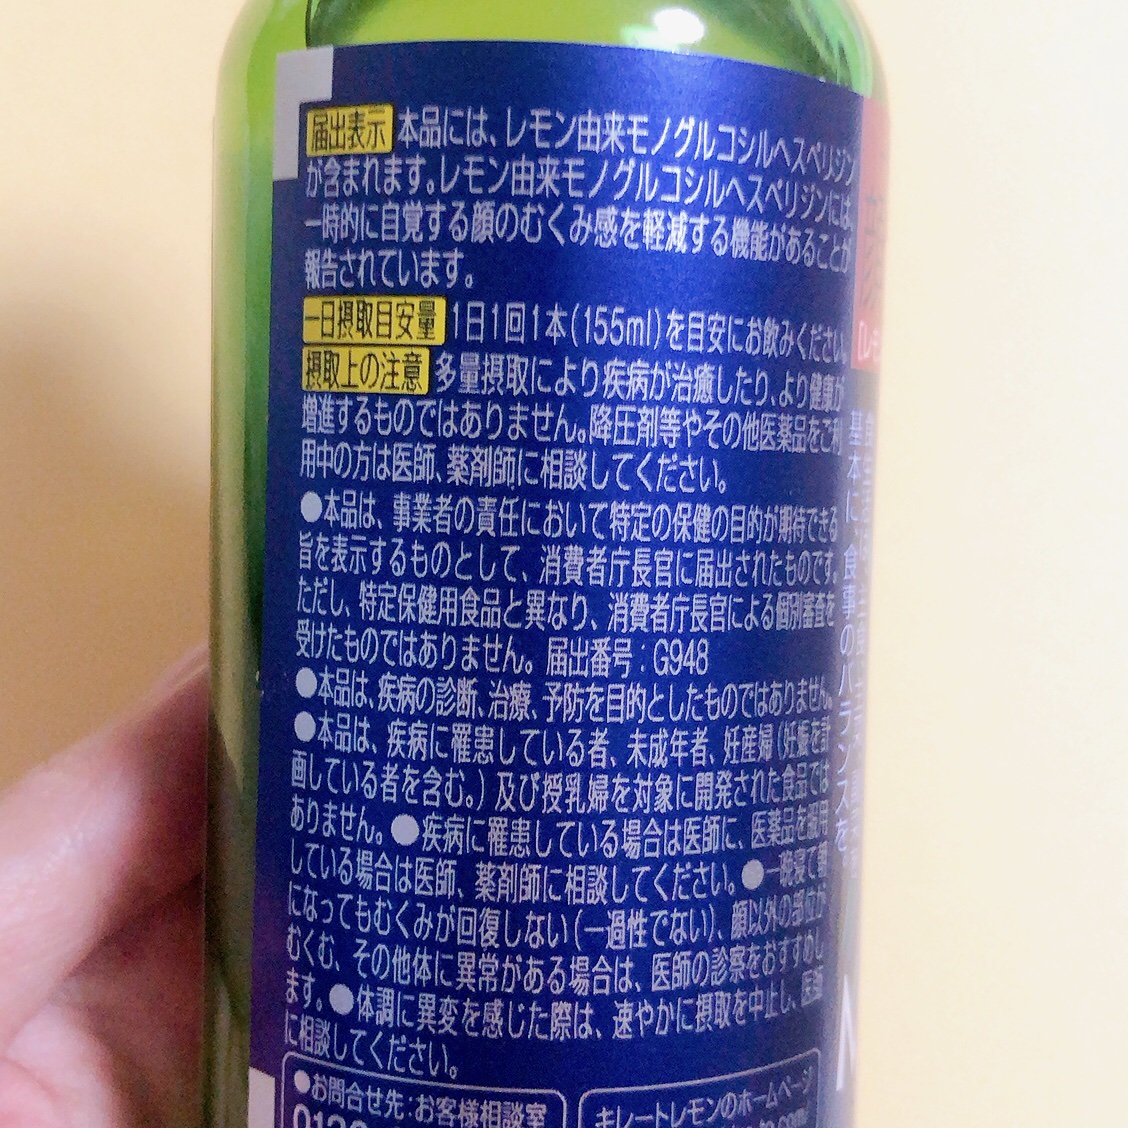 届出表示 本品には、レモン由来モノグルコシルヘスペリジン
が含まれます。レモン由来モノグルコシルヘスペリジンには、
一時的に自覚する顔のむくみ感を軽減する機能があることが
報告されています。
一日摂取目安量 1日1回1本(155ml)を目安にお飲みください。
摂取上の注意 多量摂取により疾病が治癒したり、より健康が
増進するものではありません。降圧剤等やその他医薬品をご利
用中の方は医師、薬剤師に相談してください。
●本品は、事業者の責任において特定の保健の目的が期待できる
旨を表示するものとして、消費者庁長官に届出されたものです。
ただし、特定保健用食品と異なり、消費者庁長官による個別審査を
受けたものではありません。届出番号:G948
●本品は、疾病の診断、治療、予防を目的としたものではありません。
●本品は、疾病に罹患している者、未成年者、妊産婦(妊娠を計
画している者を含む。)及び授乳婦を対象に開発された食品では
ありません。●疾病に罹患している場合は医師に、医薬品を服用
している場合は医師、薬剤師に相談してください。●一晩寝て朝
になってもむくみが回復しない(一過性でない)、顔以外の部位が
むくむ、その他体に異常がある場合は、医師の診察をおすすめし
ます。●体調に異変を感じた際は、速やかに摂取を中止し、医師
に相談してください。
●お問合せ先:お客様相談室
キレートレモンのホームページ
基本に、食事のバランスを